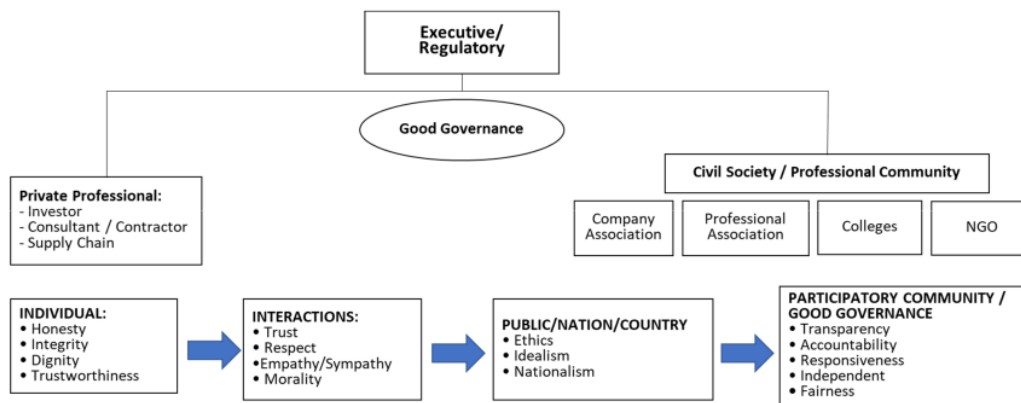 Executive/
Regulatory
Good Governance
Private Professional:
- Investor
- Consultant / Contractor
- Supply Chain
Civil Society / Professional Community
Company
Association
Professional
Association
Colleges
NGO
INDIVIDUAL:
• Honesty
• Integrity
• Dignity
• Trustworthiness
INTERACTIONS:
• Trust
• Respect
•Empathy/Sympathy
• Morality
PUBLIC/NATION/COUNTRY
• Ethics
• Idealism
• Nationalism
PARTICIPATORY COMMUNITY /
GOOD GOVERNANCE
• Transparency
• Accountability
• Responsiveness
• Independent
• Fairness